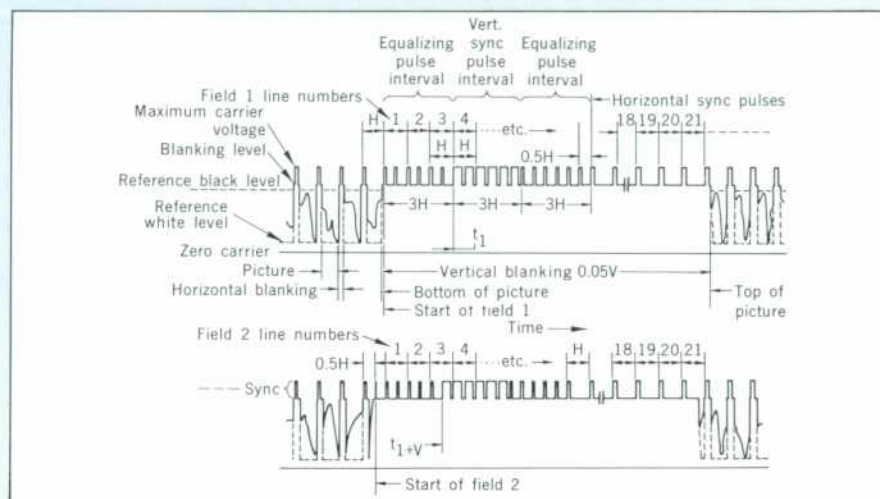 Vert.
Equalizing sync Equalizing
pulse pulse pulse
interval interval interval
Field 1 line numbers
Horizontal sync pulses
Maximum carrier
voltage
H 1 2 3 4 etc. 18 19 20 21
Blanking level
H H 0.5H
Reference black level
3H 3H 3H
Reference
white level
t1
Zero carrier
Picture
Vertical blanking 0.05V
Horizontal blanking
Bottom of picture
Top of
picture
Start of field 1
Time
Field 2 line numbers
0.5H 1 2 3 4 etc. H 18 19 20 21
Sync
t1+V
Start of field 2